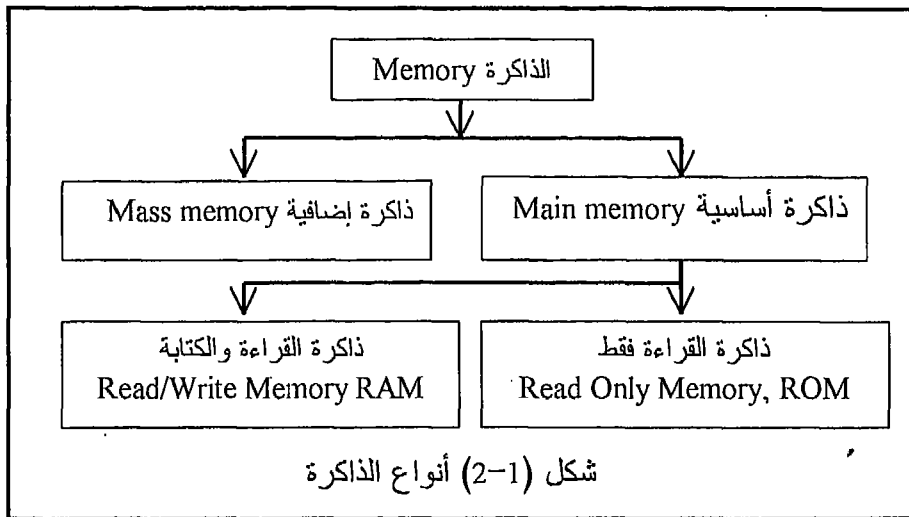 الذاكرة Memory
ذاكرة أساسية Main memory
ذاكرة إضافية Mass memory
ذاكرة القراءة فقط
Read Only Memory, ROM
ذاكرة القراءة والكتابة
Read/Write Memory RAM
شكل (1-2) أنواع الذاكرة